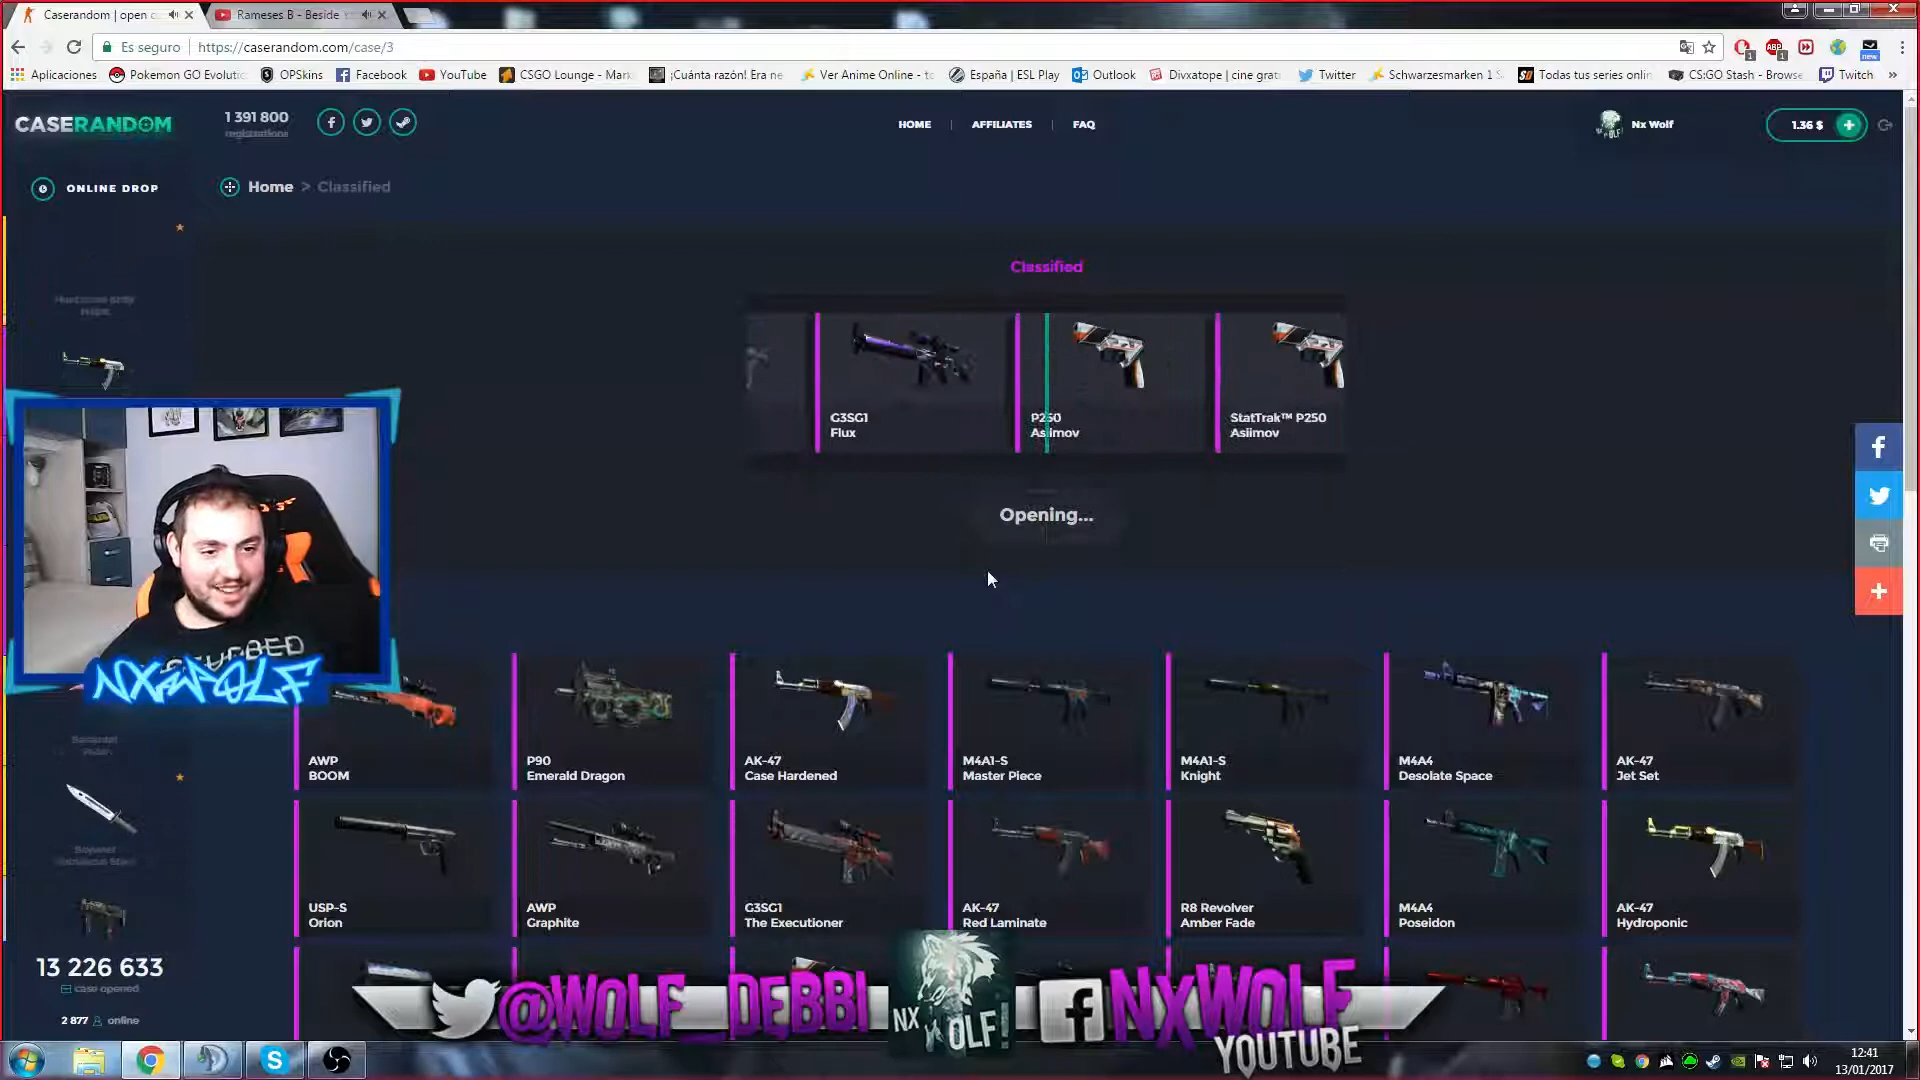 Caserandom | open c
Rameses B - Beside
Es seguro
https://caserandom.com/case/3
Aplicaciones
Pokemon GO Evolutic
OPSkins
Facebook
YouTube
CSGO Lounge - Mark
¡Cuánta razón! Era ne
Ver Anime Online - to
España | ESL Play
Outlook
Divxatope | cine grati
Twitter
Schwarzesmarken 1 S
Todas tus series onlin
CS:GO Stash - Browse
Twitch
CASERANDOM
1 391 800
registrations
HOME
AFFILIATES
FAQ
Nx Wolf
1.36 $
ONLINE DROP
Home > Classified
Classified
G3SG1
Flux
P250
Asiimov
StatTrak™ P250
Asiimov
Opening...
NXWOLF
AWP
BOOM
P90
Emerald Dragon
AK-47
Case Hardened
M4A1-S
Master Piece
M4A1-S
Knight
M4A4
Desolate Space
AK-47
Jet Set
USP-S
Orion
AWP
Graphite
G3SG1
The Executioner
AK-47
Red Laminate
R8 Revolver
Amber Fade
M4A4
Poseidon
AK-47
Hydroponic
13 226 633
case opened
2 877 online
@WOLF_DEBBI
NX WOLF!
NXWOLF
YOUTUBE
12:41
13/01/2017